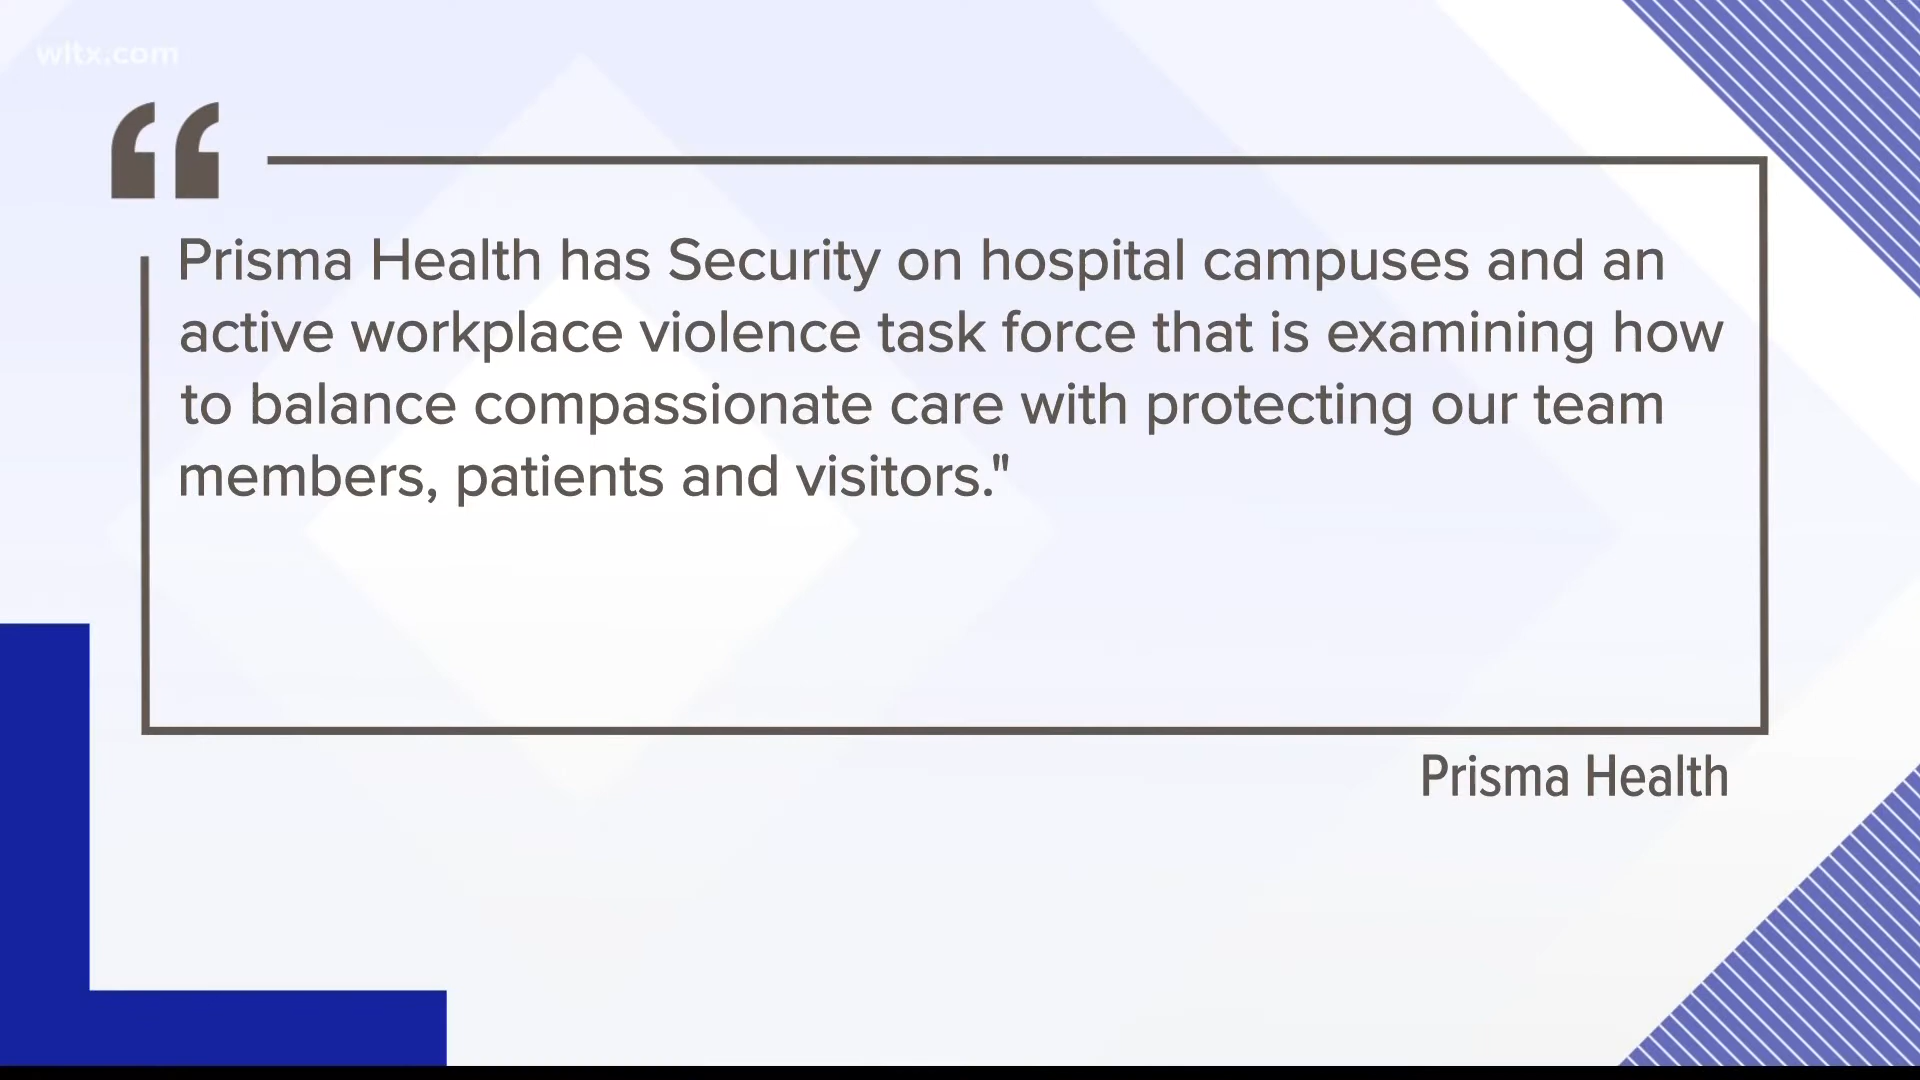 wltx.com
“
Prisma Health has Security on hospital campuses and an
active workplace violence task force that is examining how
to balance compassionate care with protecting our team
members, patients and visitors."
Prisma Health